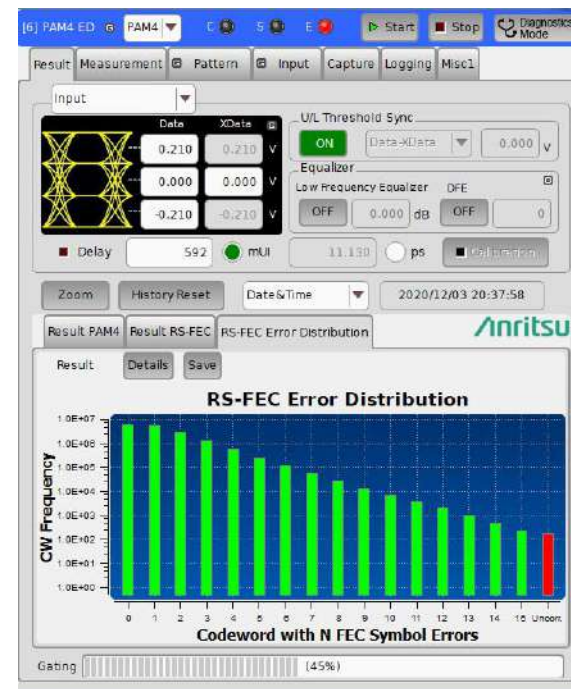 [6] PAM4 ED G PAM4 C S E Start Stop Diagnostics Mode
Result Measurement G Pattern G Input Capture Logging Misc1
Input
Data XData G
U/L Threshold Sync
0.210 0.210 V ON Data-XData 0.000 V
Equalizer
0.000 0.000 V Low Frequency Equalizer DFE G
-0.210 -0.210 V OFF 0.000 dB OFF 0
Delay 592 mUI 11.130 ps Calibration
Zoom History Reset Date&Time 2020/12/03 20:37:58
Result PAM4 Result RS-FEC RS-FEC Error Distribution Anritsu
Result Details Save
RS-FEC Error Distribution
CW Frequency
1.0E+07
1.0E+06
1.0E+05
1.0E+04
1.0E+03
1.0E+02
1.0E+01
1.0E+00
0 1 2 3 4 5 6 7 8 9 10 11 12 13 14 15 Uncorr.
Codeword with N FEC Symbol Errors
Gating (45%)